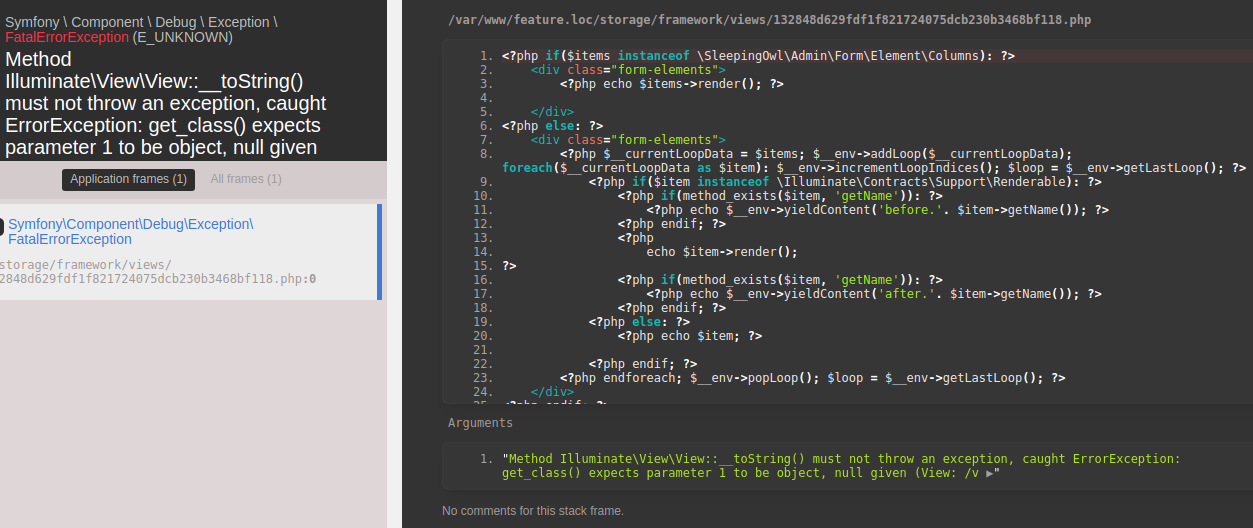 Symfony \ Component \ Debug \ Exception \
FatalErrorException (E_UNKNOWN)
Method
Illuminate\View\View::__toString()
must not throw an exception, caught
ErrorException: get_class() expects
parameter 1 to be object, null given
Application frames (1) All frames (1)
Symfony\Component\Debug\Exception\
FatalErrorException
storage/framework/views/
2848d629fdf1f821724075dcb230b3468bf118.php:0
/var/www/feature.loc/storage/framework/views/132848d629fdf1f821724075dcb230b3468bf118.php
1. <?php if($items instanceof \SleepingOwl\Admin\Form\Element\Columns): ?>
2. <div class="form-elements">
3. <?php echo $items->render(); ?>
4.
5. </div>
6. <?php else: ?>
7. <div class="form-elements">
8. <?php $__currentLoopData = $items; $__env->addLoop($__currentLoopData);
foreach($__currentLoopData as $item): $__env->incrementLoopIndices(); $loop = $__env->getLastLoop(); ?>
9. <?php if($item instanceof \Illuminate\Contracts\Support\Renderable): ?>
10. <?php if(method_exists($item, 'getName')): ?>
11. <?php echo $__env->yieldContent('before.'. $item->getName()); ?>
12. <?php endif; ?>
13. <?php
14. echo $item->render();
15. ?>
16. <?php if(method_exists($item, 'getName')): ?>
17. <?php echo $__env->yieldContent('after.'. $item->getName()); ?>
18. <?php endif; ?>
19. <?php else: ?>
20. <?php echo $item; ?>
21.
22. <?php endif; ?>
23. <?php endforeach; $__env->popLoop(); $loop = $__env->getLastLoop(); ?>
24. </div>
25. <?php endif; ?>
Arguments
1. "Method Illuminate\View\View::__toString() must not throw an exception, caught ErrorException:
get_class() expects parameter 1 to be object, null given (View: /v ▶"
No comments for this stack frame.